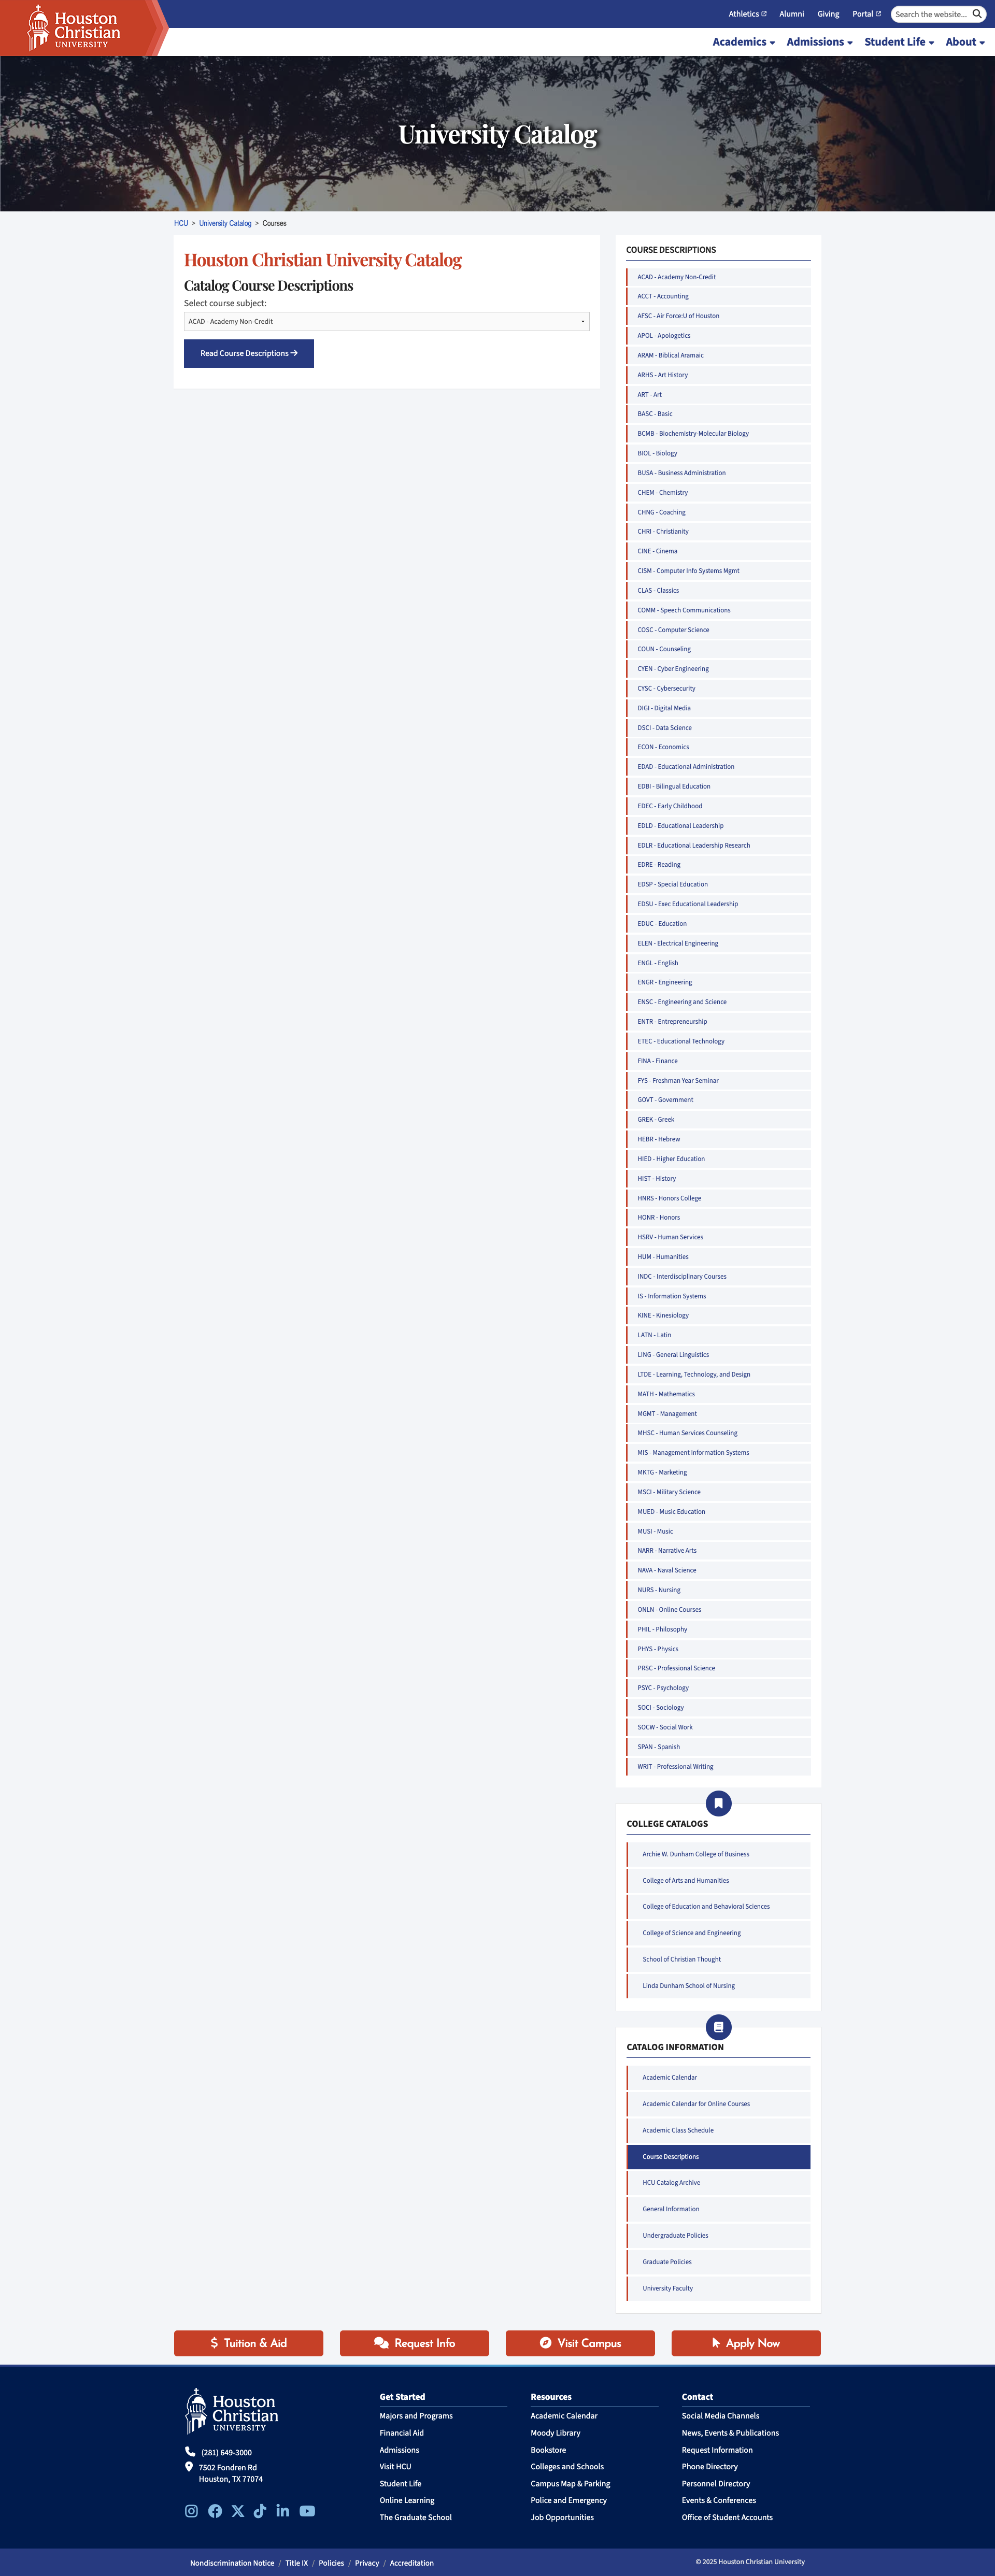 Houston
Christian
UNIVERSITY
Athletics
Alumni
Giving
Portal
Search the website...
Academics
Admissions
Student Life
About
University Catalog
HCU > University Catalog > Courses
Houston Christian University Catalog
Catalog Course Descriptions
Select course subject:
ACAD - Academy Non-Credit
Read Course Descriptions
COURSE DESCRIPTIONS
ACAD - Academy Non-Credit
ACCT - Accounting
AFSC - Air Force:U of Houston
APOL - Apologetics
ARAM - Biblical Aramaic
ARHS - Art History
ART - Art
BASC - Basic
BCMB - Biochemistry-Molecular Biology
BIOL - Biology
BUSA - Business Administration
CHEM - Chemistry
CHNG - Coaching
CHRI - Christianity
CINE - Cinema
CISM - Computer Info Systems Mgmt
CLAS - Classics
COMM - Speech Communications
COSC - Computer Science
COUN - Counseling
CYEN - Cyber Engineering
CYSC - Cybersecurity
DIGI - Digital Media
DSCI - Data Science
ECON - Economics
EDAD - Educational Administration
EDBI - Bilingual Education
EDEC - Early Childhood
EDLD - Educational Leadership
EDLR - Educational Leadership Research
EDRE - Reading
EDSP - Special Education
EDSU - Exec Educational Leadership
EDUC - Education
ELEN - Electrical Engineering
ENGL - English
ENGR - Engineering
ENSC - Engineering and Science
ENTR - Entrepreneurship
ETEC - Educational Technology
FINA - Finance
FYS - Freshman Year Seminar
GOVT - Government
GREK - Greek
HEBR - Hebrew
HIED - Higher Education
HIST - History
HNRS - Honors College
HONR - Honors
HSRV - Human Services
HUM - Humanities
INDC - Interdisciplinary Courses
IS - Information Systems
KINE - Kinesiology
LATN - Latin
LING - General Linguistics
LTDE - Learning, Technology, and Design
MATH - Mathematics
MGMT - Management
MHSC - Human Services Counseling
MIS - Management Information Systems
MKTG - Marketing
MSCI - Military Science
MUED - Music Education
MUSI - Music
NARR - Narrative Arts
NAVA - Naval Science
NURS - Nursing
ONLN - Online Courses
PHIL - Philosophy
PHYS - Physics
PRSC - Professional Science
PSYC - Psychology
SOCI - Sociology
SOCW - Social Work
SPAN - Spanish
WRIT - Professional Writing
COLLEGE CATALOGS
Archie W. Dunham College of Business
College of Arts and Humanities
College of Education and Behavioral Sciences
College of Science and Engineering
School of Christian Thought
Linda Dunham School of Nursing
CATALOG INFORMATION
Academic Calendar
Academic Calendar for Online Courses
Academic Class Schedule
Course Descriptions
HCU Catalog Archive
General Information
Undergraduate Policies
Graduate Policies
University Faculty
Tuition & Aid
Request Info
Visit Campus
Apply Now
Houston
Christian
UNIVERSITY
(281) 649-3000
7502 Fondren Rd
Houston, TX 77074
Get Started
Majors and Programs
Financial Aid
Admissions
Visit HCU
Student Life
Online Learning
The Graduate School
Resources
Academic Calendar
Moody Library
Bookstore
Colleges and Schools
Campus Map & Parking
Police and Emergency
Job Opportunities
Contact
Social Media Channels
News, Events & Publications
Request Information
Phone Directory
Personnel Directory
Events & Conferences
Office of Student Accounts
Nondiscrimination Notice / Title IX / Policies / Privacy / Accreditation
© 2025 Houston Christian University